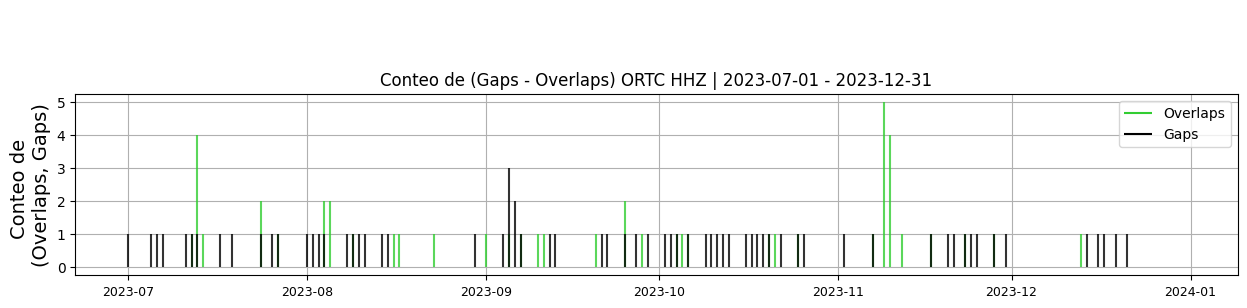 Conteo de (Gaps - Overlaps) ORTC HHZ | 2023-07-01 - 2023-12-31
Conteo de
(Overlaps, Gaps)
5
4
3
2
1
0
Overlaps
Gaps
2023-07
2023-08
2023-09
2023-10
2023-11
2023-12
2024-01